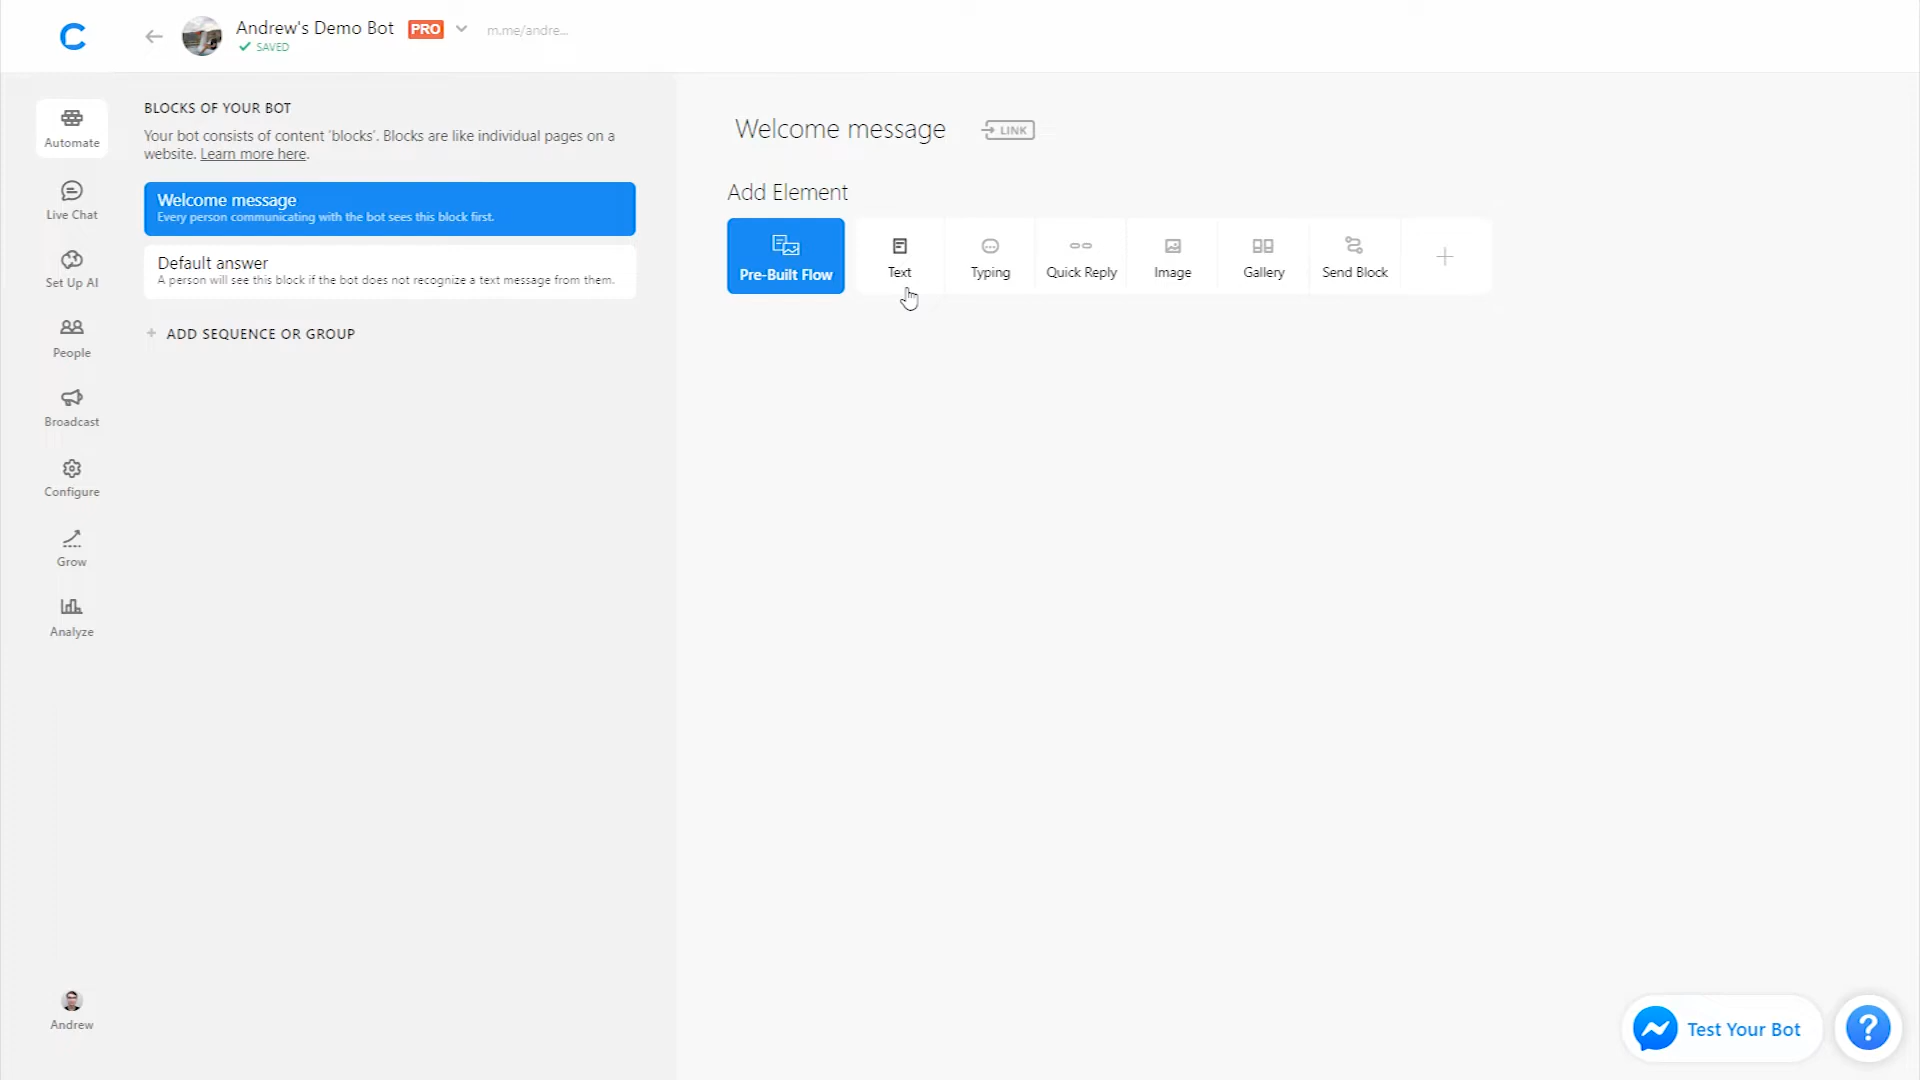 Andrew's Demo Bot PRO m.me/andre...
SAVED
Automate
Live Chat
Set Up AI
People
Broadcast
Configure
Grow
Analyze
Andrew
BLOCKS OF YOUR BOT
Your bot consists of content 'blocks'. Blocks are like individual pages on a
website. Learn more here.
Welcome message
Every person communicating with the bot sees this block first.
Default answer
A person will see this block if the bot does not recognize a text message from them.
+ ADD SEQUENCE OR GROUP
Welcome message LINK
Add Element
Pre-Built Flow
Text
Typing
Quick Reply
Image
Gallery
Send Block
Test Your Bot
?